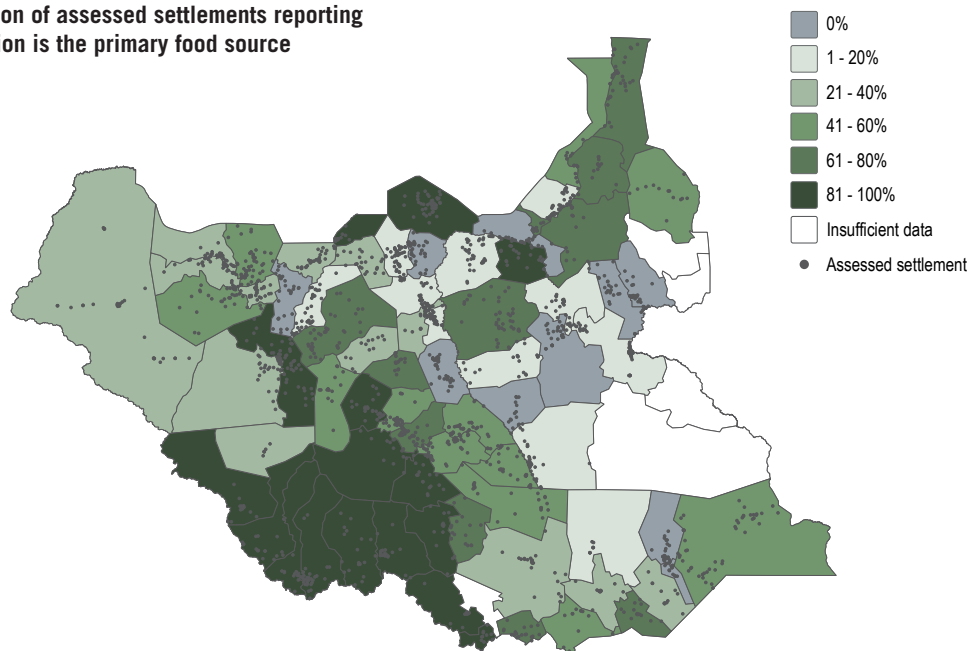 on of assessed settlements reporting
ion is the primary food source
0%
1 - 20%
21 - 40%
41 - 60%
61 - 80%
81 - 100%
Insufficient data
Assessed settlement